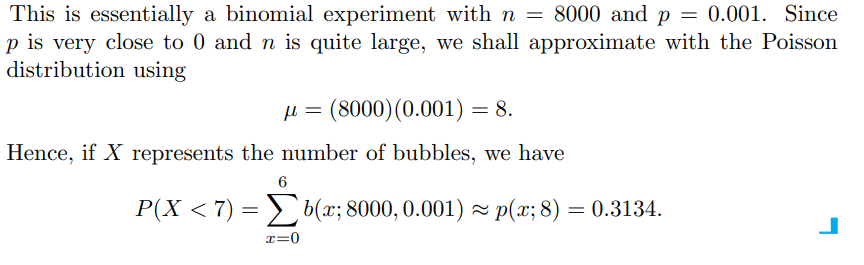 This is essentially a binomial experiment with n = 8000 and p = 0.001. Since
p is very close to 0 and n is quite large, we shall approximate with the Poisson
distribution using
μ = (8000)(0.001) = 8.
Hence, if X represents the number of bubbles, we have
P(X < 7) = ∑_{x=0}^{6} b(x; 8000, 0.001) ≈ p(x; 8) = 0.3134.